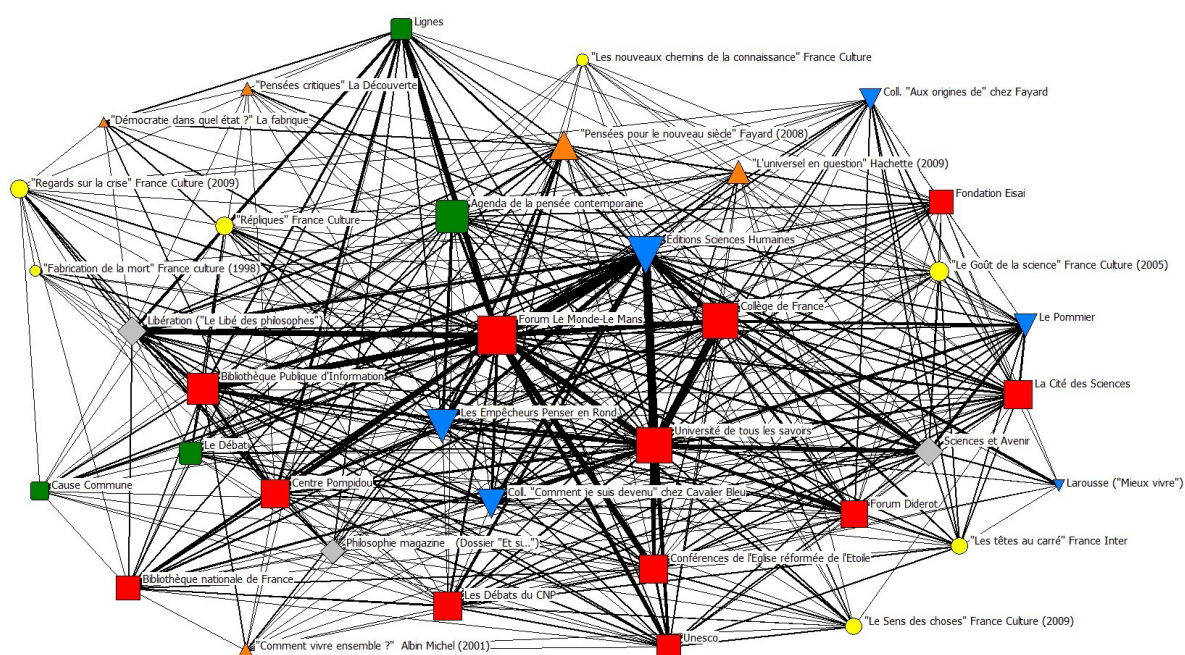 Lignes
"Les nouveaux chemins de la connaissance" France Culture
"Pensées critiques" La Découverte
Coll. "Aux origines de" chez Fayard
"Démocratie dans quel état ?" La fabrique
"Pensées pour le nouveau siècle" Fayard (2008)
"L'universel en question" Hachette (2009)
"Regards sur la crise" France Culture (2009)
Fondation Eisai
Agenda de la pensée contemporaine
"Répliques" France Culture
Editions Sciences Humaines
"Fabrication de la mort" France culture (1998)
"Le Goût de la science" France Culture (2005)
Collège de France
Libération ("Le Libé des philosophes")
Forum Le Monde-Le Mans
Le Pommier
Bibliothèque Publique d'Information
La Cité des Sciences
Les Empêcheurs Penser en Rond
Université de tous les savoirs
Le Débat
Sciences et Avenir
Cause Commune
Centre Pompidou
Coll. "Comment je suis devenu" chez Cavalier Bleu
Larousse ("Mieux vivre")
Forum Diderot
Philosophie magazine (Dossier "Et si...")
"Les têtes au carré" France Inter
Conférences de l'Eglise réformée de l'Etoile
Bibliothèque nationale de France
Les Débats du CNP
"Le Sens des choses" France Culture (2009)
Unesco
"Comment vivre ensemble ?" Albin Michel (2001)